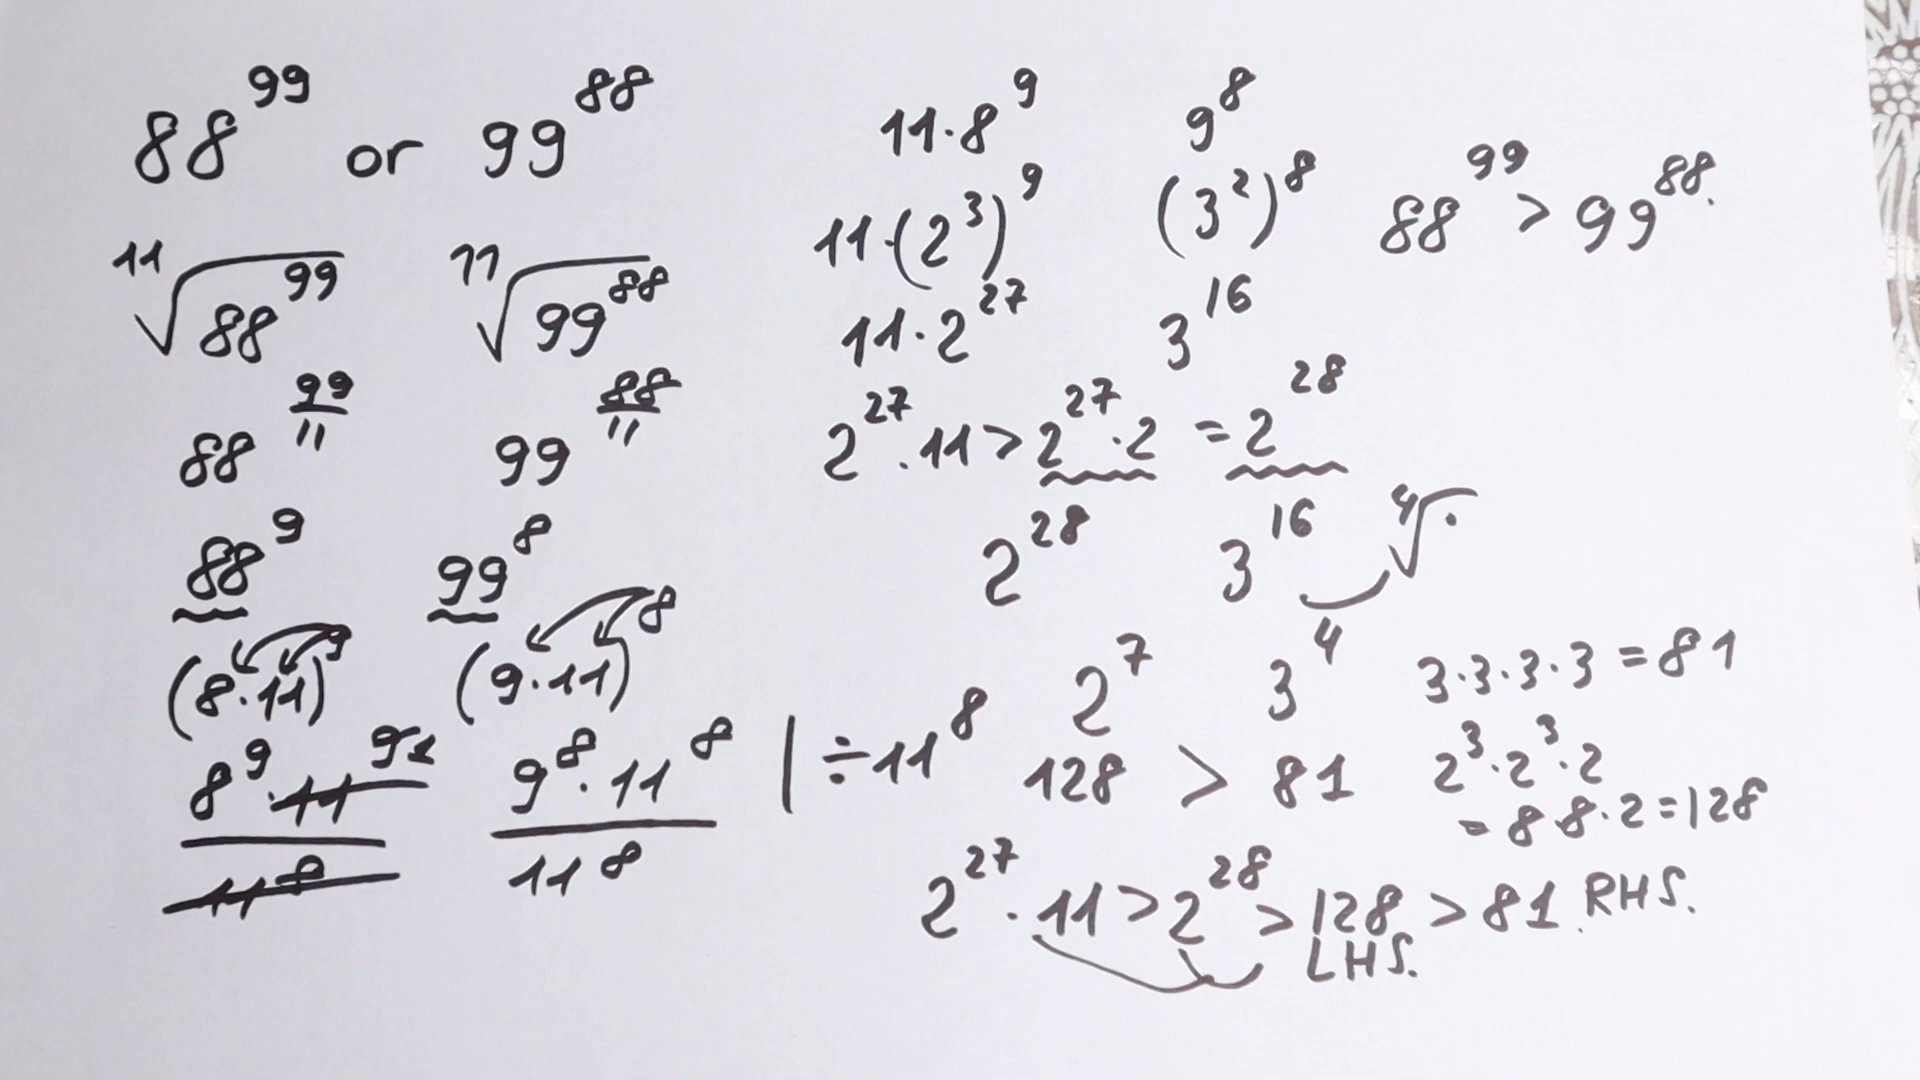 88^99 or 99^88
11√88^99 11√99^88
88^(99/11) 99^(88/11)
88^9 99^8
(8·11)^9 (9·11)^8
8^9·11^9 1 9^8·11^8 | ÷11^8
11^8 11^8
11·8^9 9^8
11·(2^3)^9 (3^2)^8 88^99 > 99^88.
11·2^27 3^16
2^27·11 > 2^27·2 = 2^28
2^28 3^16 4√·
4
2^7 3^4 3·3·3·3 = 81
128 > 81 2^3·2^3·2
= 8·8·2 = 128
2^27·11 > 2^28 > 128 > 81. RHS.
LHS.